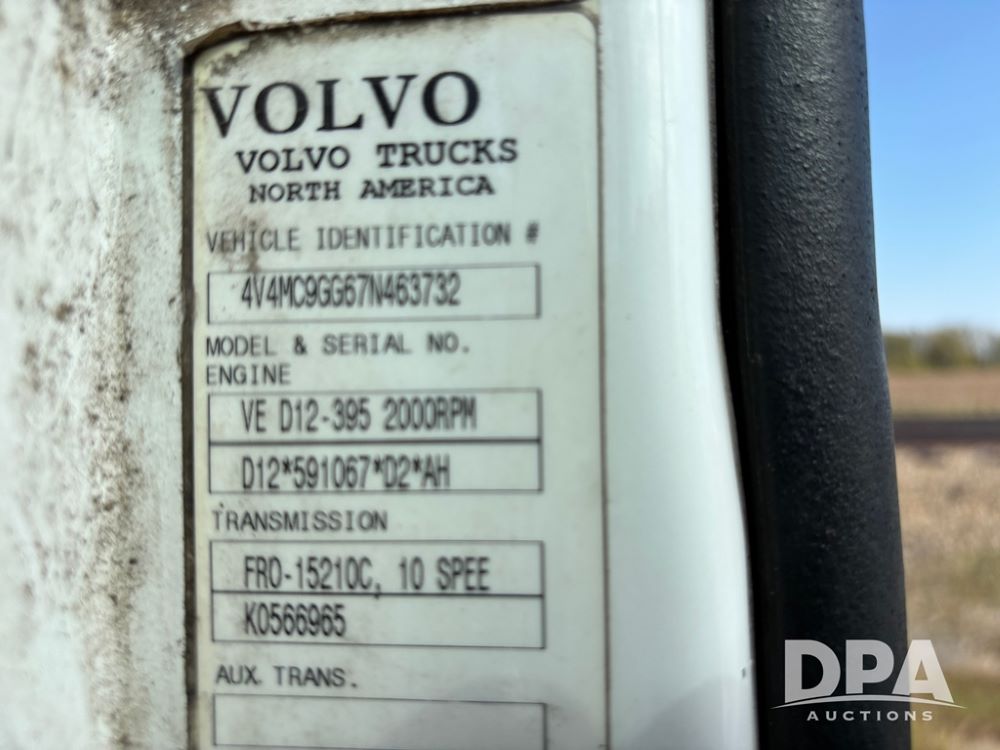 VOLVO
VOLVO TRUCKS
NORTH AMERICA
VEHICLE IDENTIFICATION #
4V4MC9GG67N463732
MODEL & SERIAL NO.
ENGINE
VE D12-395 2000RPM
D12*591067*D2*AH
TRANSMISSION
FRO-15210C, 10 SPEE
K0566965
AUX. TRANS.
DPA
AUCTIONS